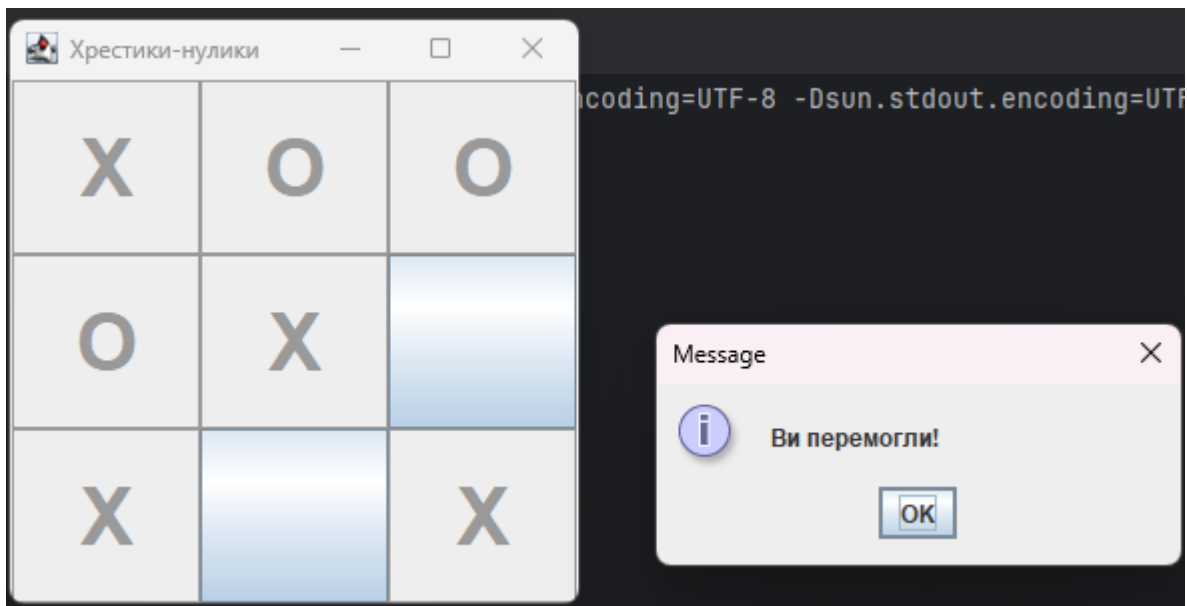 Хрестики-нулики
ncoding=UTF-8 -Dsun.stdout.encoding=UTF
X O O
O X
X X
Message
i
Ви перемогли!
OK